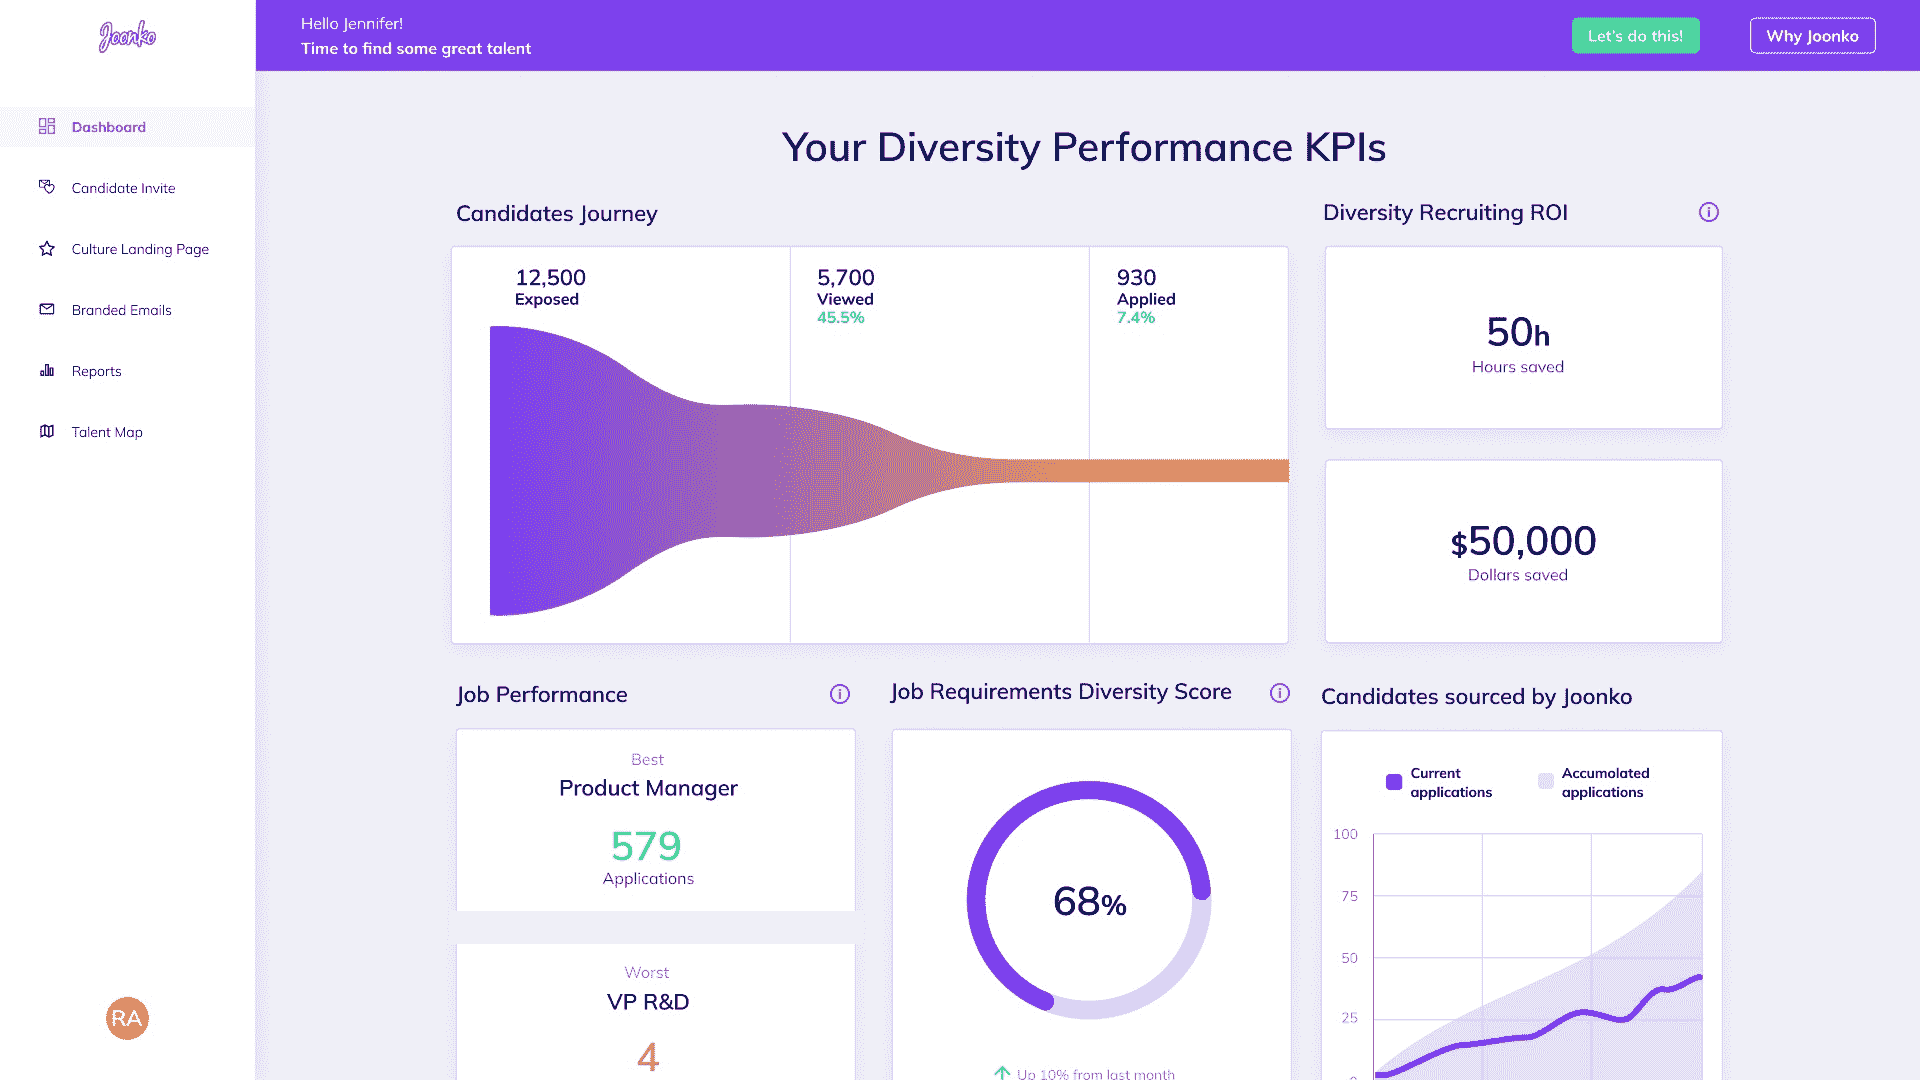 Joonko
Hello Jennifer!
Time to find some great talent
Let's do this!
Why Joonko
Dashboard
Candidate Invite
Culture Landing Page
Branded Emails
Reports
Talent Map
RA
Your Diversity Performance KPIs
Candidates Journey
12,500
Exposed
5,700
Viewed
45.5%
930
Applied
7.4%
Diversity Recruiting ROI
50h
Hours saved
$50,000
Dollars saved
Job Performance
Best
Product Manager
579
Applications
Worst
VP R&D
4
Job Requirements Diversity Score
68%
Up 10% from last month
Candidates sourced by Joonko
Current
applications
Accumolated
applications
100
75
50
25
0